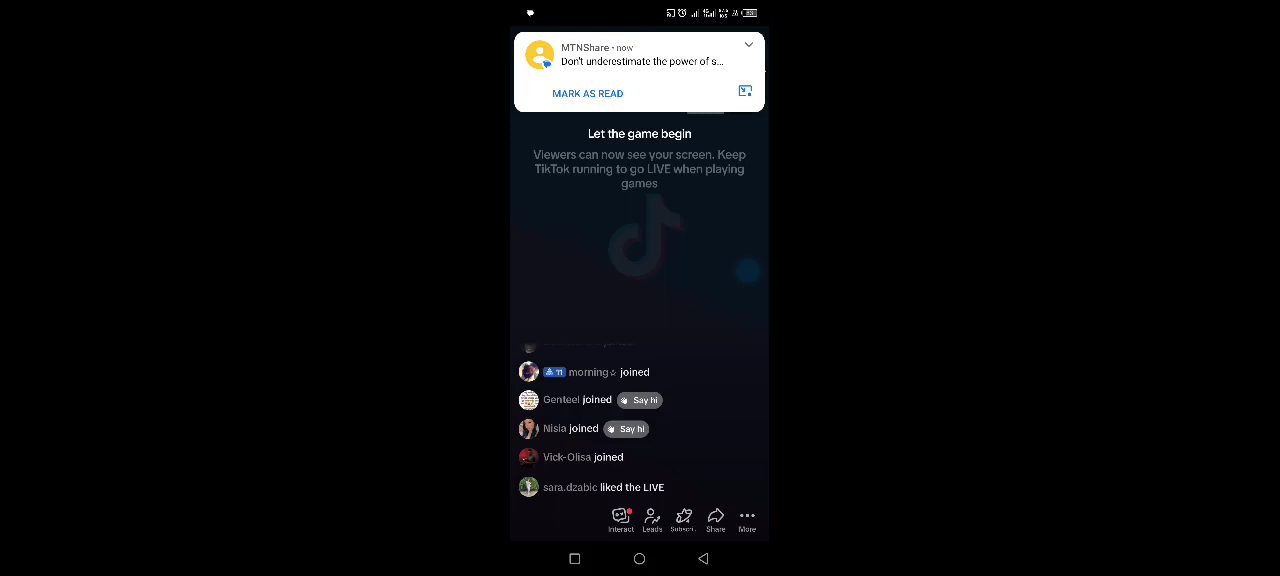 MTNShare • now
Don't underestimate the power of s...
MARK AS READ
Let the game begin
Viewers can now see your screen. Keep
TikTok running to go LIVE when playing
games
11 morning☆ joined
Genteel joined Say hi
Nisia joined Say hi
Vick-Olisa joined
sara.dzabic liked the LIVE
Interact Leads Subscri.. Share More